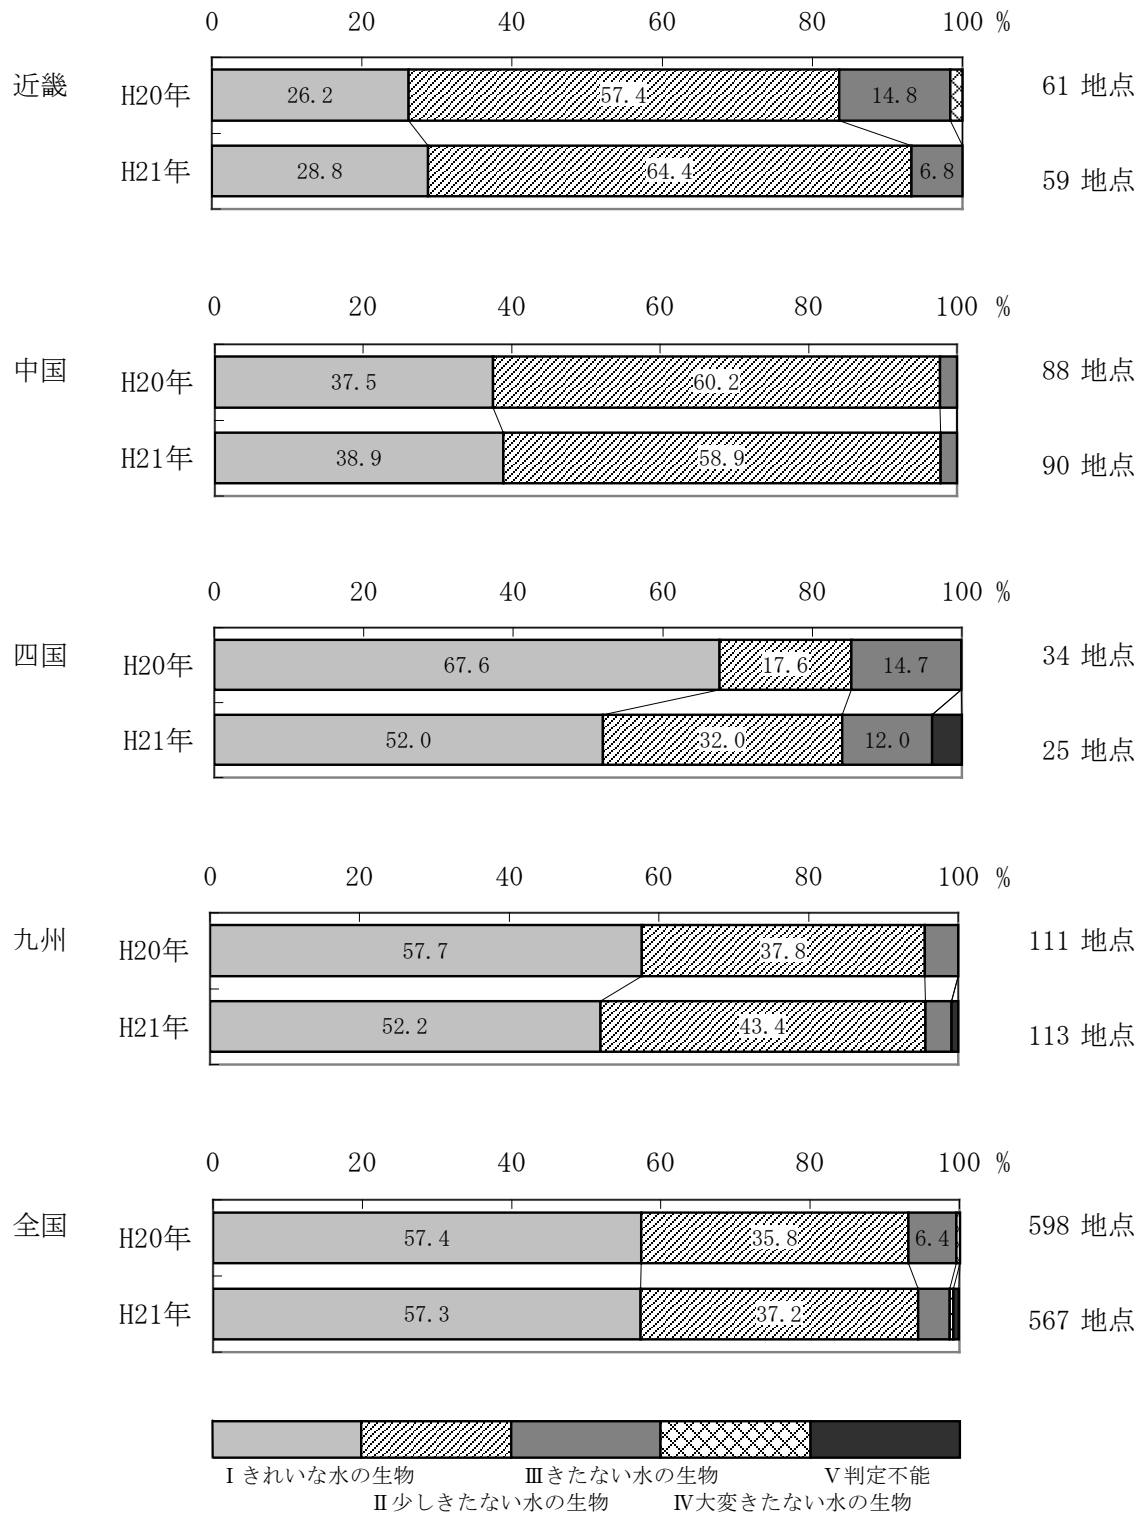 0 20 40 60 80 100 %
近畿 H20年 26.2 57.4 14.8 61 地点
H21年 28.8 64.4 6.8 59 地点
0 20 40 60 80 100 %
中国 H20年 37.5 60.2 88 地点
H21年 38.9 58.9 90 地点
0 20 40 60 80 100 %
四国 H20年 67.6 17.6 14.7 34 地点
H21年 52.0 32.0 12.0 25 地点
0 20 40 60 80 100 %
九州 H20年 57.7 37.8 111 地点
H21年 52.2 43.4 113 地点
0 20 40 60 80 100 %
全国 H20年 57.4 35.8 6.4 598 地点
H21年 57.3 37.2 567 地点
Ⅰきれいな水の生物 Ⅲきたない水の生物 Ⅴ判定不能
Ⅱ少しきたない水の生物 Ⅳ大変きたない水の生物